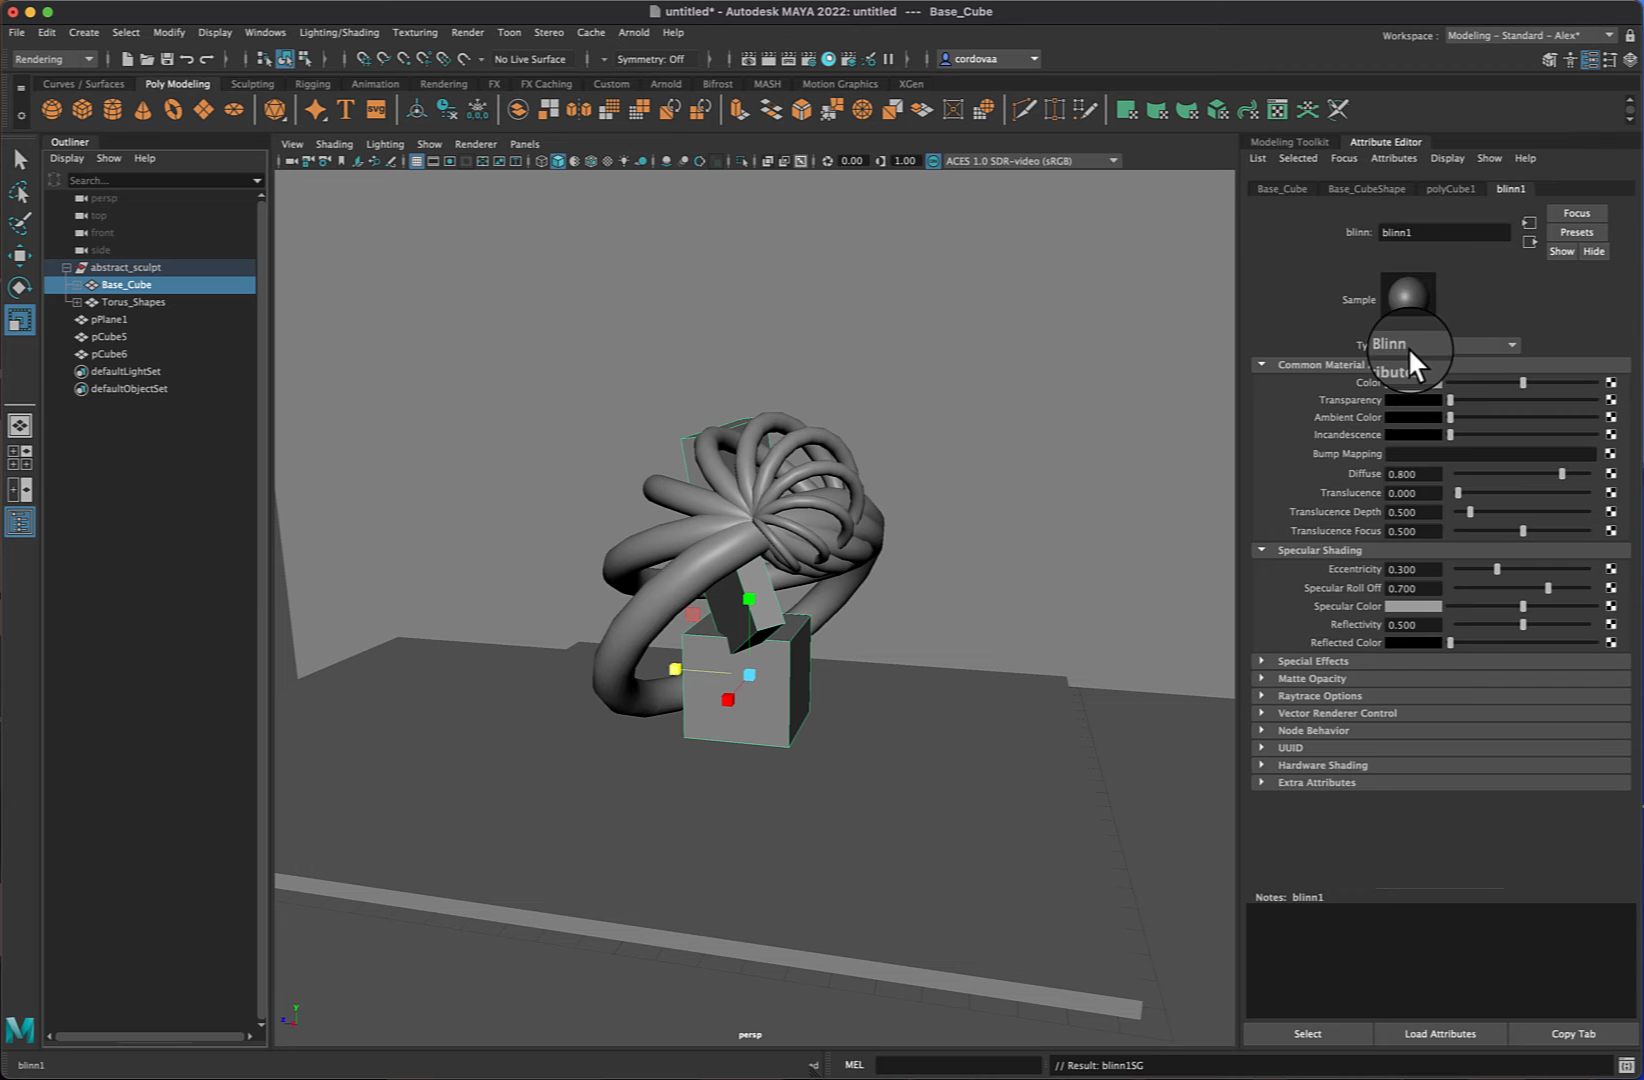 untitled* - Autodesk MAYA 2022: untitled --- Base_Cube
File Edit Create Select Modify Display Windows Lighting/Shading Texturing Render Toon Stereo Cache Arnold Help
Workspace : Modeling - Standard - Alex*
Rendering
No Live Surface
Symmetry: Off
cordovaa
Curves / Surfaces Poly Modeling Sculpting Rigging Animation Rendering FX FX Caching Custom Arnold Bifrost MASH Motion Graphics XGen
T SVG 0,0,0
Outliner
Display Show Help
Search...
persp
top
front
side
abstract_sculpt
Base_Cube
Torus_Shapes
pPlane1
pCube5
pCube6
defaultLightSet
defaultObjectSet
View Shading Lighting Show Renderer Panels
0.00 1.00 ACES 1.0 SDR-video (sRGB)
persp
Modeling Toolkit Attribute Editor
List Selected Focus Attributes Display Show Help
Base_Cube Base_CubeShape polyCube1 blinn1
blinn: blinn1
Focus
Presets
Show Hide
Sample
Ty Blinn
Common Material ribute
Color
Transparency
Ambient Color
Incandescence
Bump Mapping
Diffuse 0.800
Translucence 0.000
Translucence Depth 0.500
Translucence Focus 0.500
Specular Shading
Eccentricity 0.300
Specular Roll Off 0.700
Specular Color
Reflectivity 0.500
Reflected Color
Special Effects
Matte Opacity
Raytrace Options
Vector Renderer Control
Node Behavior
UUID
Hardware Shading
Extra Attributes
Notes: blinn1
Select Load Attributes Copy Tab
blinn1
MEL
// Result: blinn1SG